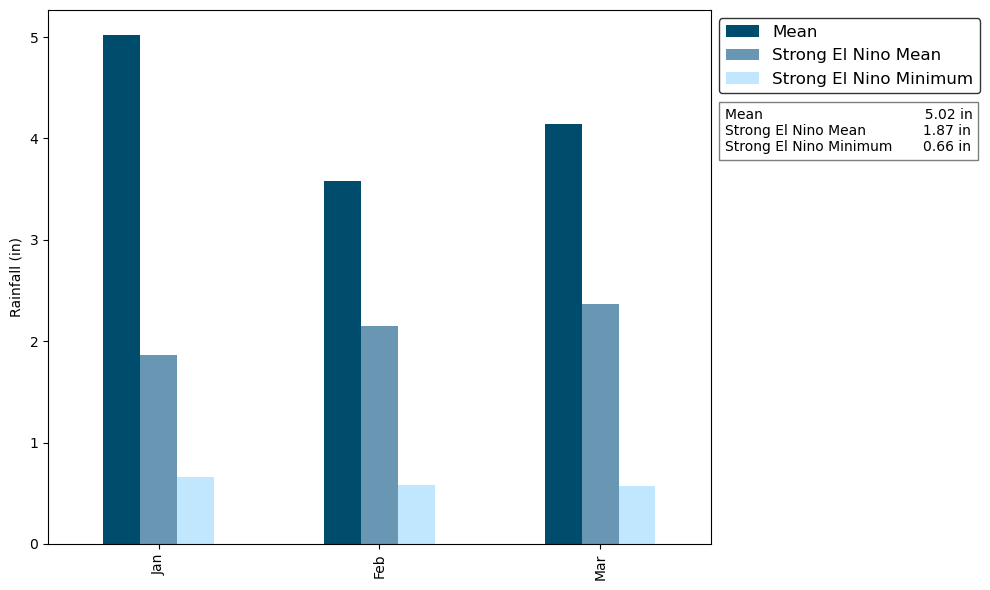 Mean
Strong El Nino Mean
Strong El Nino Minimum
Mean 5.02 in
Strong El Nino Mean 1.87 in
Strong El Nino Minimum 0.66 in
Rainfall (in)
5
4
3
2
1
0
Jan
Feb
Mar